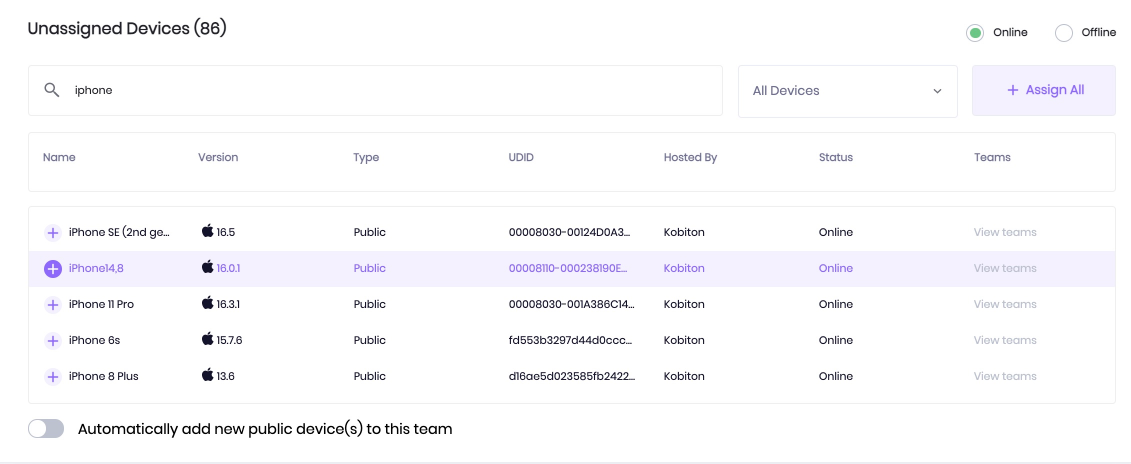 Unassigned Devices (86)
Online Offline
iphone All Devices + Assign All
Name Version Type UDID Hosted By Status Teams
iPhone SE (2nd ge... 16.5 Public 00008030-00124D0A3... Kobiton Online View teams
iPhone14,8 16.0.1 Public 00008110-000238190E... Kobiton Online View teams
iPhone 11 Pro 16.3.1 Public 00008030-001A386C14... Kobiton Online View teams
iPhone 6s 15.7.6 Public fd553b3297d44d0ccc... Kobiton Online View teams
iPhone 8 Plus 13.6 Public d16ae5d023585fb2422... Kobiton Online View teams
Automatically add new public device(s) to this team